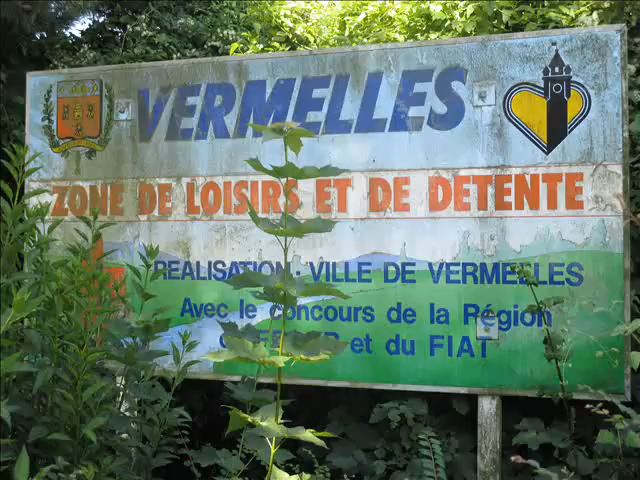 VERMELLES
ZONE DE LOISIRS ET DE DETENTE
REALISATION: VILLE DE VERMELLES
Avec le concours de la Région
et du FIAT